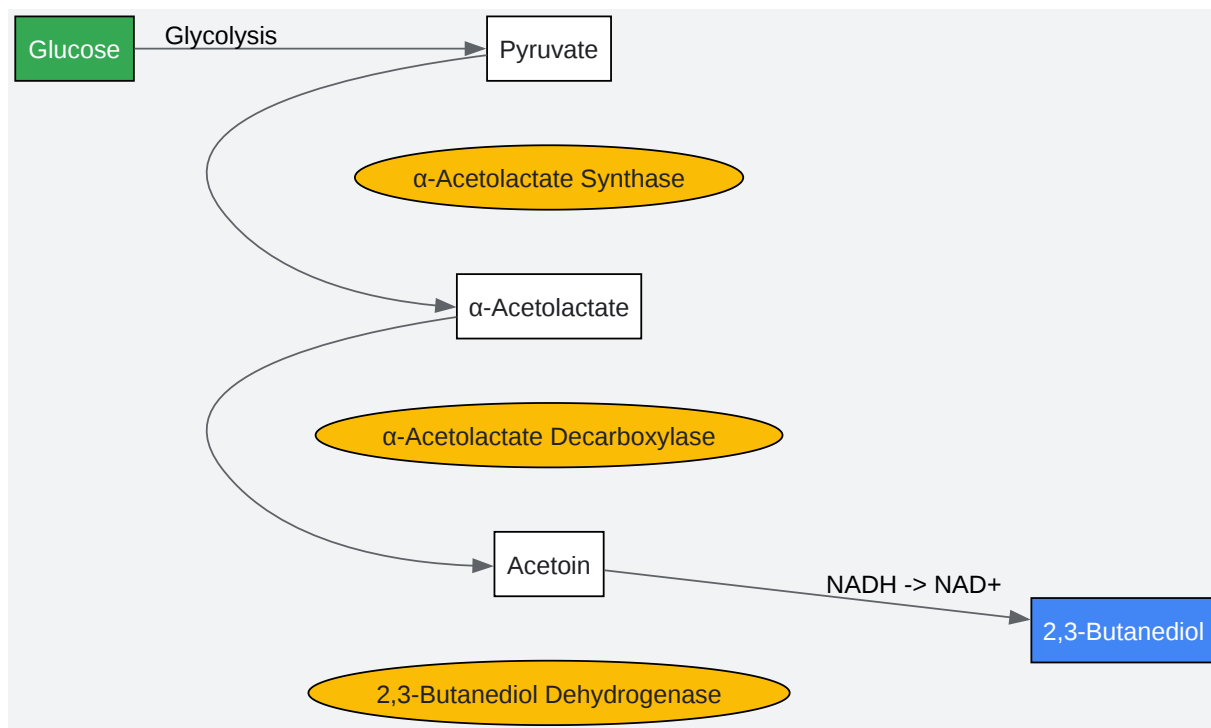 Glucose
Glycolysis
Pyruvate
α-Acetolactate Synthase
α-Acetolactate
α-Acetolactate Decarboxylase
Acetoin
NADH -> NAD+
2,3-Butanediol
2,3-Butanediol Dehydrogenase